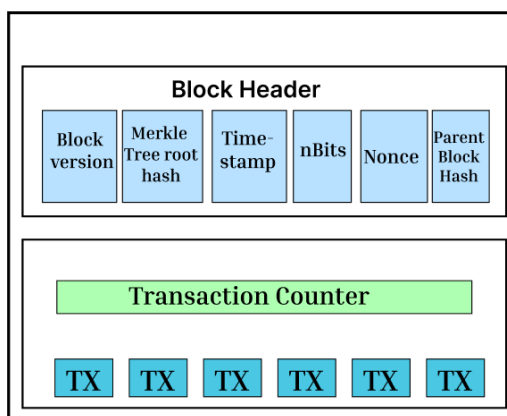 Block Header
Block
version
Merkle
Tree root
hash
Time-
stamp
nBits
Nonce
Parent
Block
Hash
Transaction Counter
TX TX TX TX TX TX